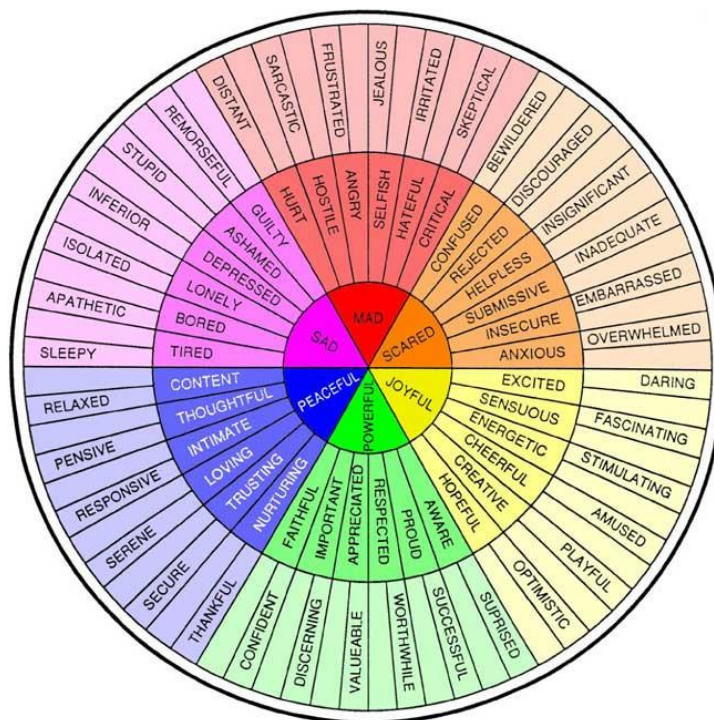 MAD
SCARED
JOYFUL
POWERFUL
PEACEFUL
SAD
HURT
HOSTILE
ANGRY
SELFISH
HATEFUL
CRITICAL
CONFUSED
REJECTED
HELPLESS
SUBMISSIVE
INSECURE
ANXIOUS
EXCITED
SENSUOUS
ENERGETIC
CHEERFUL
CREATIVE
HOPEFUL
AWARE
PROUD
RESPECTED
APPRECIATED
IMPORTANT
FAITHFUL
NURTURING
TRUSTING
LOVING
INTIMATE
THOUGHTFUL
CONTENT
TIRED
BORED
LONELY
DEPRESSED
ASHAMED
GUILTY
DISTANT
SARCASTIC
FRUSTRATED
JEALOUS
IRRITATED
SKEPTICAL
BEWILDERED
DISCOURAGED
INSIGNIFICANT
INADEQUATE
EMBARRASSED
OVERWHELMED
DARING
FASCINATING
STIMULATING
AMUSED
PLAYFUL
OPTIMISTIC
SUPRISED
SUCCESSFUL
WORTHWHILE
VALUEABLE
DISCERNING
CONFIDENT
THANKFUL
SECURE
SERENE
RESPONSIVE
PENSIVE
RELAXED
SLEEPY
APATHETIC
ISOLATED
INFERIOR
STUPID
REMORSEFUL